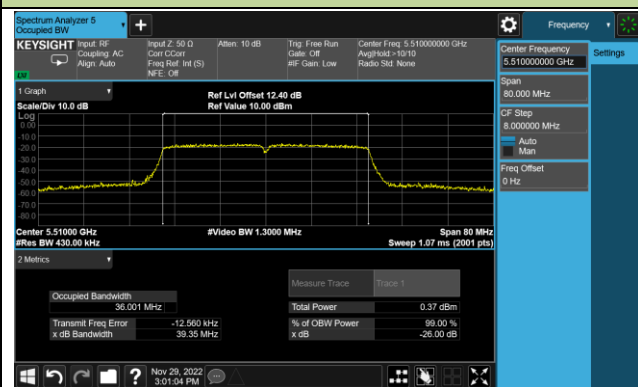 Spectrum Analyzer 5
Occupied BW
Frequency
Settings
KEYSIGHT
Input: RF
Coupling: AC
Align: Auto
Input Z: 50 Ω
Corr CCorr
Freq Ref: Int (S)
NFE: Off
Atten: 10 dB
Trig: Free Run
Gate: Off
#IF Gain: Low
Center Freq: 5.510000000 GHz
Avg|Hold:>10/10
Radio Std: None
LXI
1 Graph
Scale/Div 10.0 dB
Ref Lvl Offset 12.40 dB
Ref Value 10.00 dBm
Log
0.00
-10.0
-20.0
-30.0
-40.0
-50.0
-60.0
-70.0
-80.0
Center 5.51000 GHz
#Res BW 430.00 kHz
#Video BW 1.3000 MHz
Span 80 MHz
Sweep 1.07 ms (2001 pts)
2 Metrics
Measure Trace
Trace 1
Occupied Bandwidth
36.001 MHz
Total Power
0.37 dBm
Transmit Freq Error
-12.560 kHz
% of OBW Power
99.00 %
x dB Bandwidth
39.35 MHz
x dB
-26.00 dB
Center Frequency
5.510000000 GHz
Span
80.000 MHz
CF Step
8.000000 MHz
Auto
Man
Freq Offset
0 Hz
Nov 29, 2022
3:01:04 PM